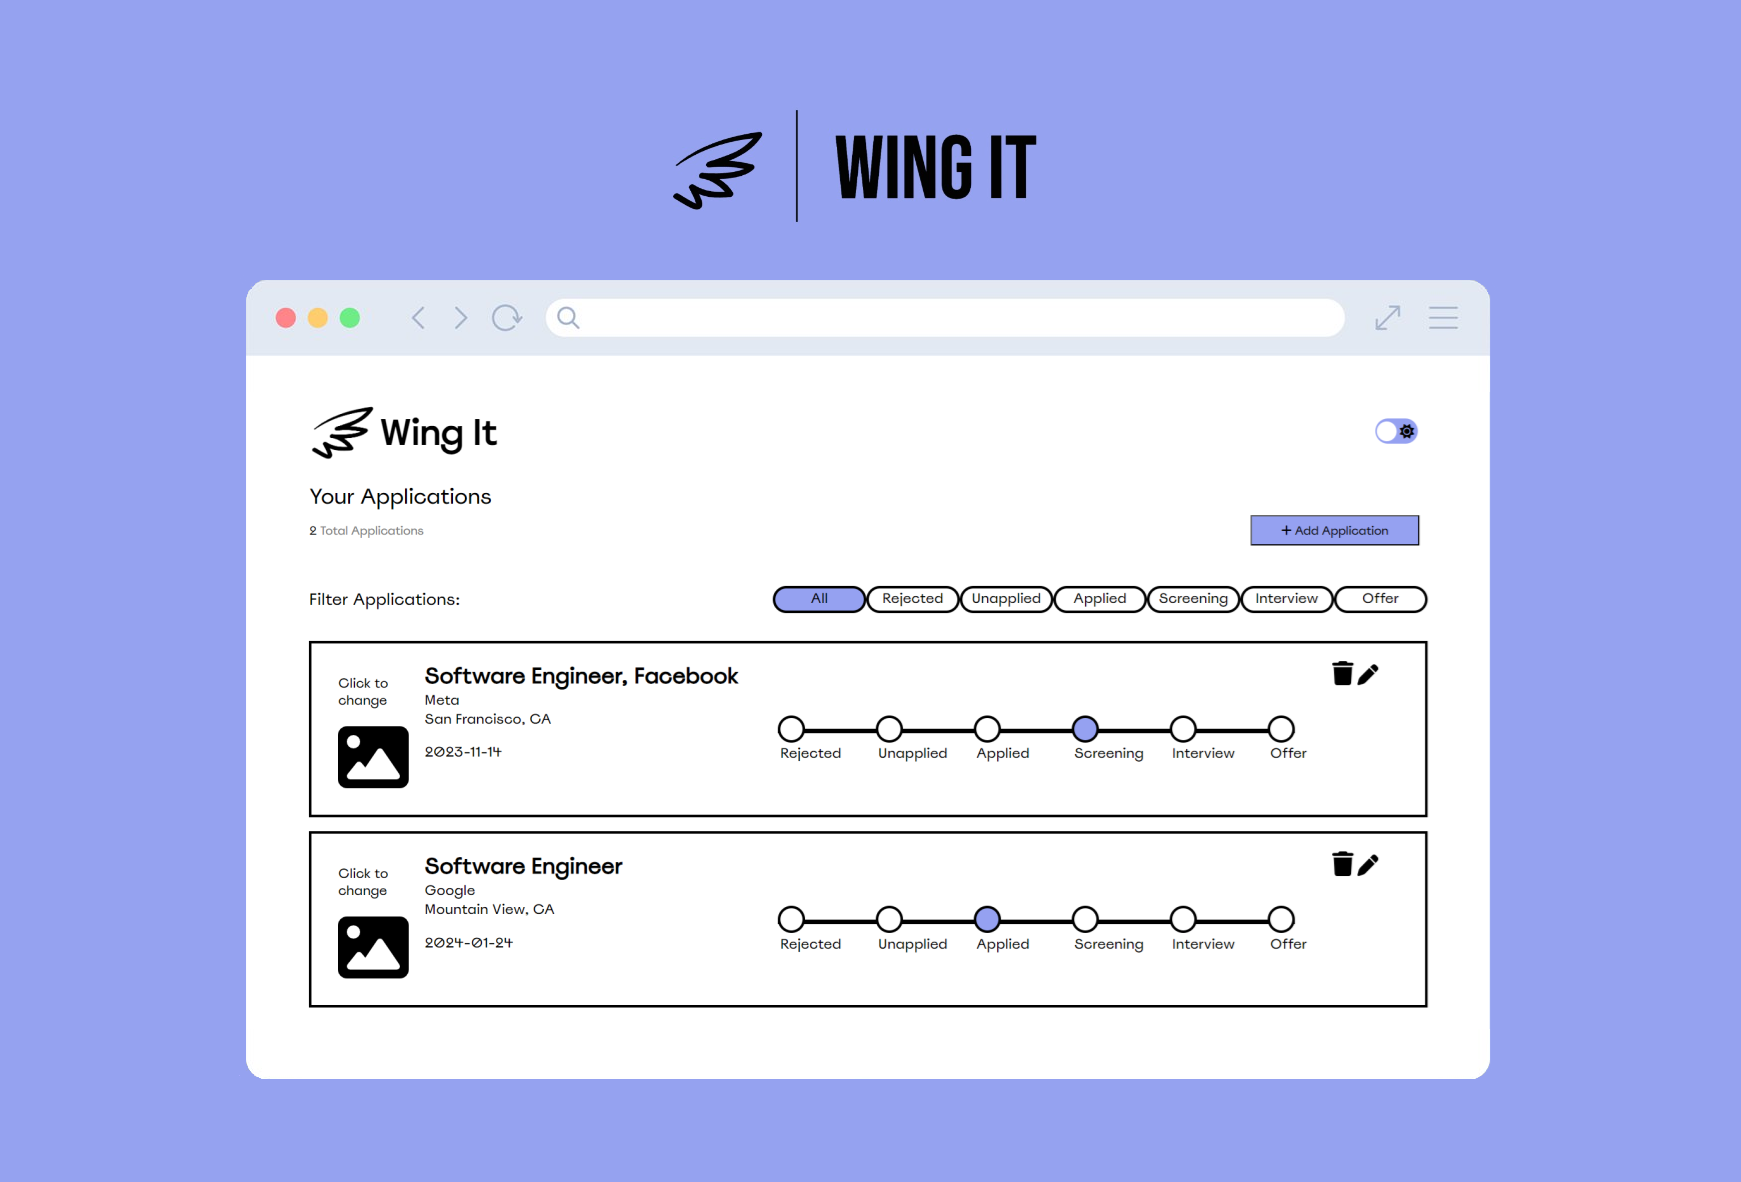 WING IT
Wing It
Your Applications
2 Total Applications
+ Add Application
Filter Applications:
All
Rejected
Unapplied
Applied
Screening
Interview
Offer
Click to
change
Software Engineer, Facebook
Meta
San Francisco, CA
2023-11-14
Rejected
Unapplied
Applied
Screening
Interview
Offer
Click to
change
Software Engineer
Google
Mountain View, CA
2024-01-24
Rejected
Unapplied
Applied
Screening
Interview
Offer